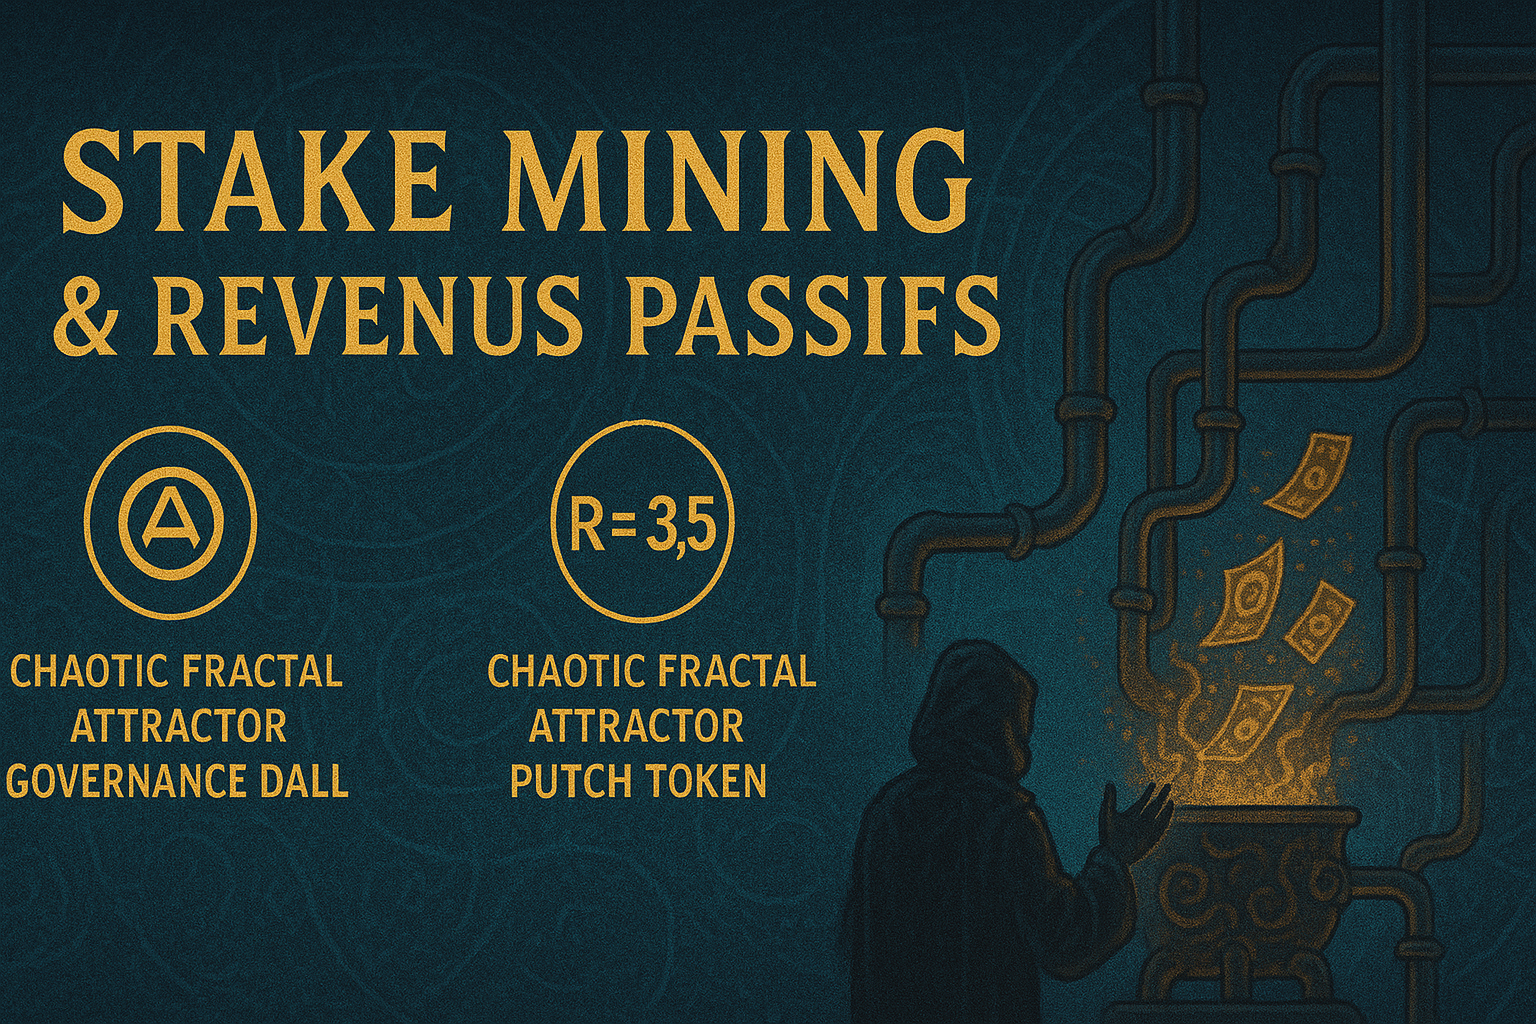 STAKE MINING
& REVENUS PASSIFS
A
R=3,5
CHAOTIC FRACTAL
ATTRACTOR
GOVERNANCE DALL
CHAOTIC FRACTAL
ATTRACTOR
PUTCH TOKEN